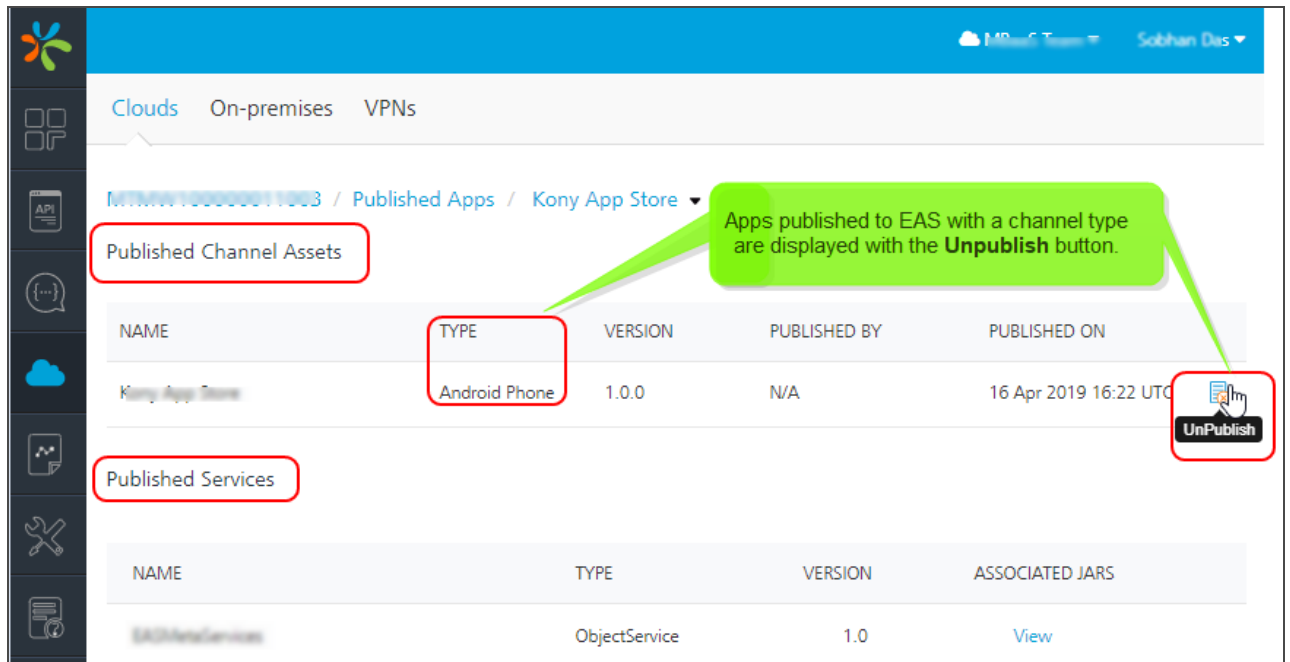 Sobhan Das
Clouds On-premises VPNs
/ Published Apps / Kony App Store
Apps published to EAS with a channel type
are displayed with the Unpublish button.
Published Channel Assets
NAME TYPE VERSION PUBLISHED BY PUBLISHED ON
Android Phone 1.0.0 N/A 16 Apr 2019 16:22 UTC
UnPublish
Published Services
NAME TYPE VERSION ASSOCIATED JARS
ObjectService 1.0 View
API